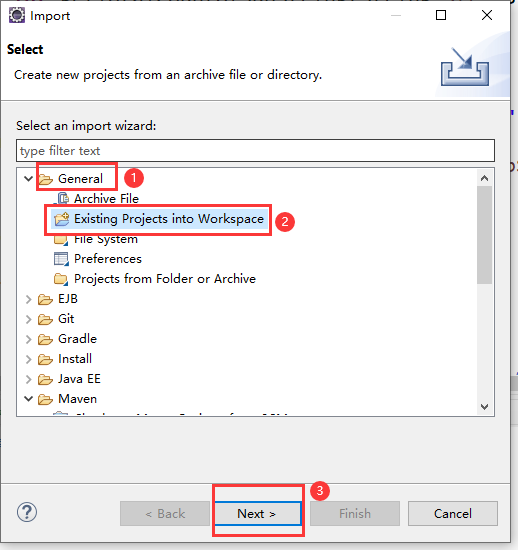 Import
Select
Create new projects from an archive file or directory.
Select an import wizard:
type filter text
General
1
Archive File
Existing Projects into Workspace
2
File System
Preferences
Projects from Folder or Archive
EJB
Git
Gradle
Install
Java EE
Maven
3
< Back
Next >
Finish
Cancel